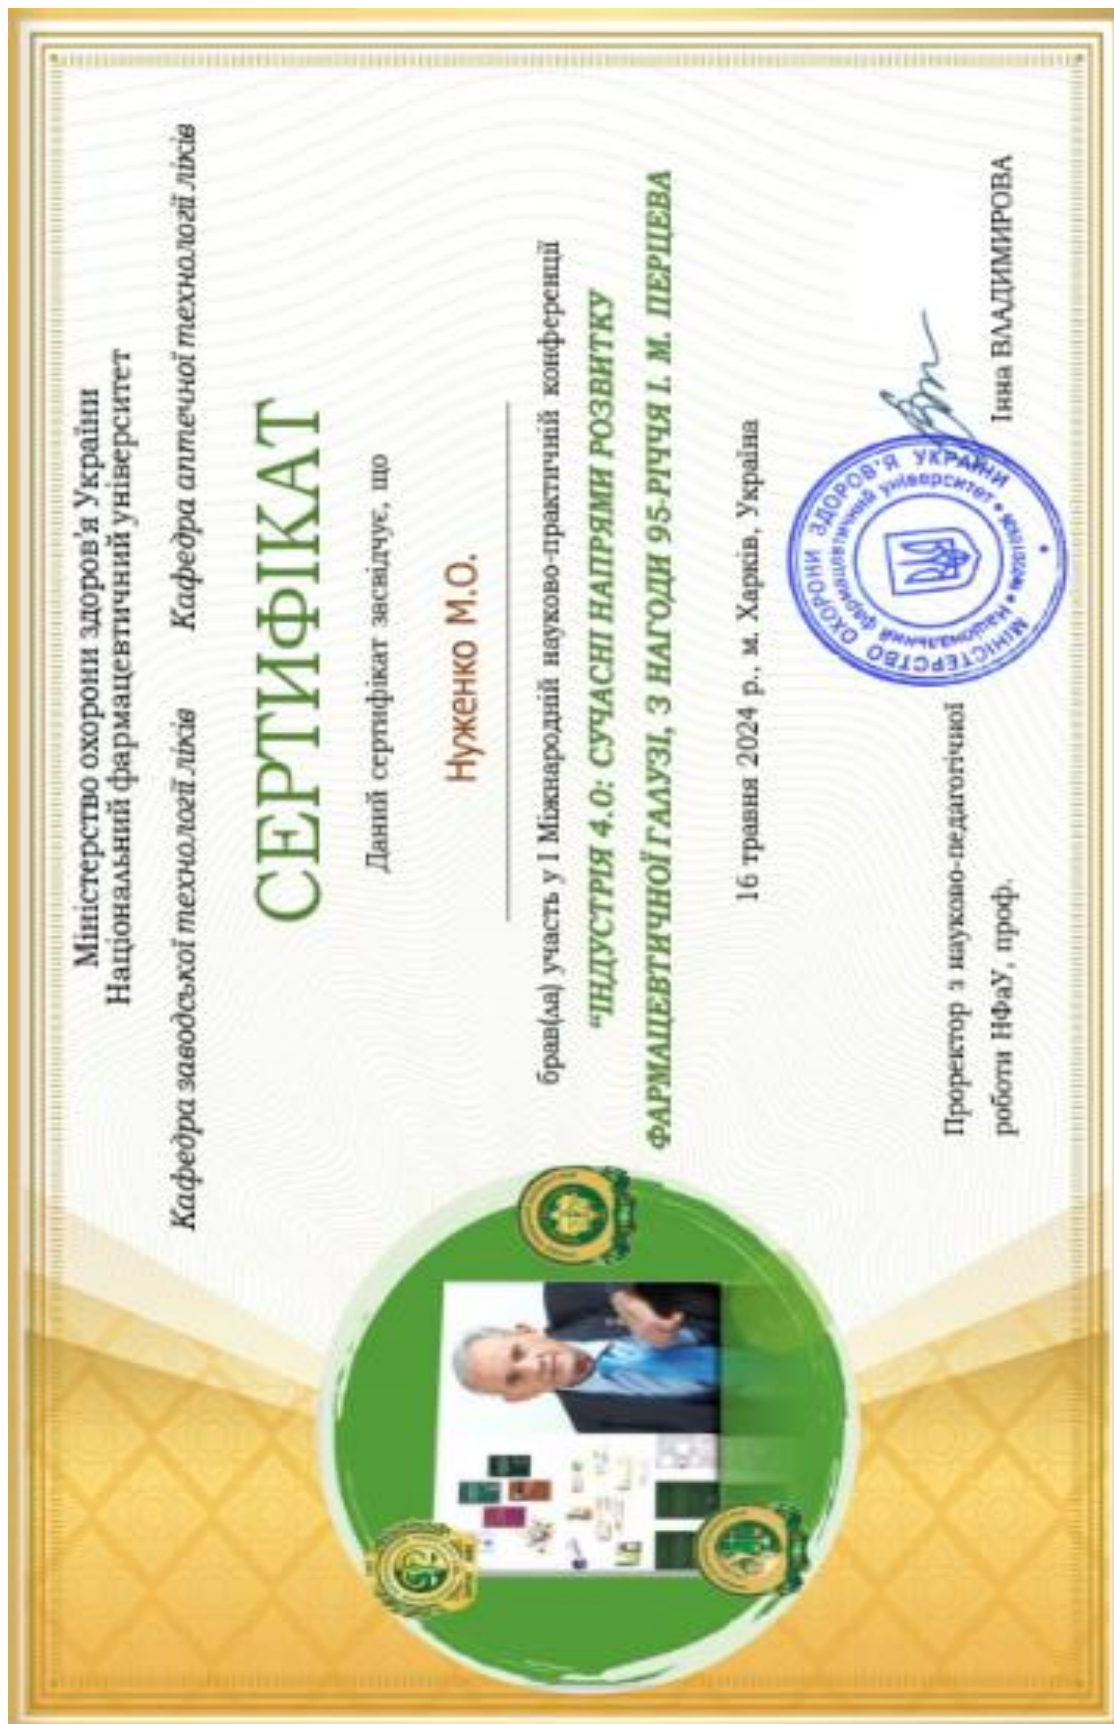 Міністерство охорони здоров'я України
Національний фармацевтичний університет
Кафедра заводської технології ліків Кафедра аптечної технології ліків
СЕРТИФІКАТ
Даний сертифікат засвідчує, що
Нуженко М.О.
брав(ла) участь у І Міжнародній науково-практичній конференції
“ІНДУСТРІЯ 4.0: СУЧАСНІ НАПРЯМИ РОЗВИТКУ
ФАРМАЦЕВТИЧНОЇ ГАЛУЗІ, З НАГОДИ 95-РІЧЧЯ І. М. ПЕРЦЕВА
16 травня 2024 р., м. Харків, Україна
Проректор з науково-педагогічної
роботи НФаУ, проф.
Інна ВЛАДИМИРОВА
МІНІСТЕРСТВО ОХОРОНИ ЗДОРОВ'Я УКРАЇНИ
Національний фармацевтичний університет